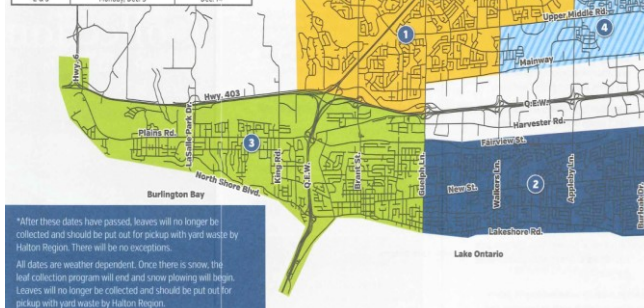 Upper Middle Rd.
1
4
Mainway
Hwy. 6
Hwy. 403
Q.E.W.
Harvester Rd.
LaSalle Park Dr.
Plains Rd.
3
King Rd.
Q.E.W.
Brant St.
Guelph Ln.
Fairview St.
New St.
Walkers Ln.
2
Appleby Ln.
North Shore Blvd.
Burlington Bay
Lakeshore Rd.
Lake Ontario
*After these dates have passed, leaves will no longer be
collected and should be put out for pickup with yard waste by
Halton Region. There will be no exceptions.
All dates are weather dependent. Once there is snow, the
leaf collection program will end and snow plowing will begin.
Leaves will no longer be collected and should be put out for
pickup with yard waste by Halton Region.